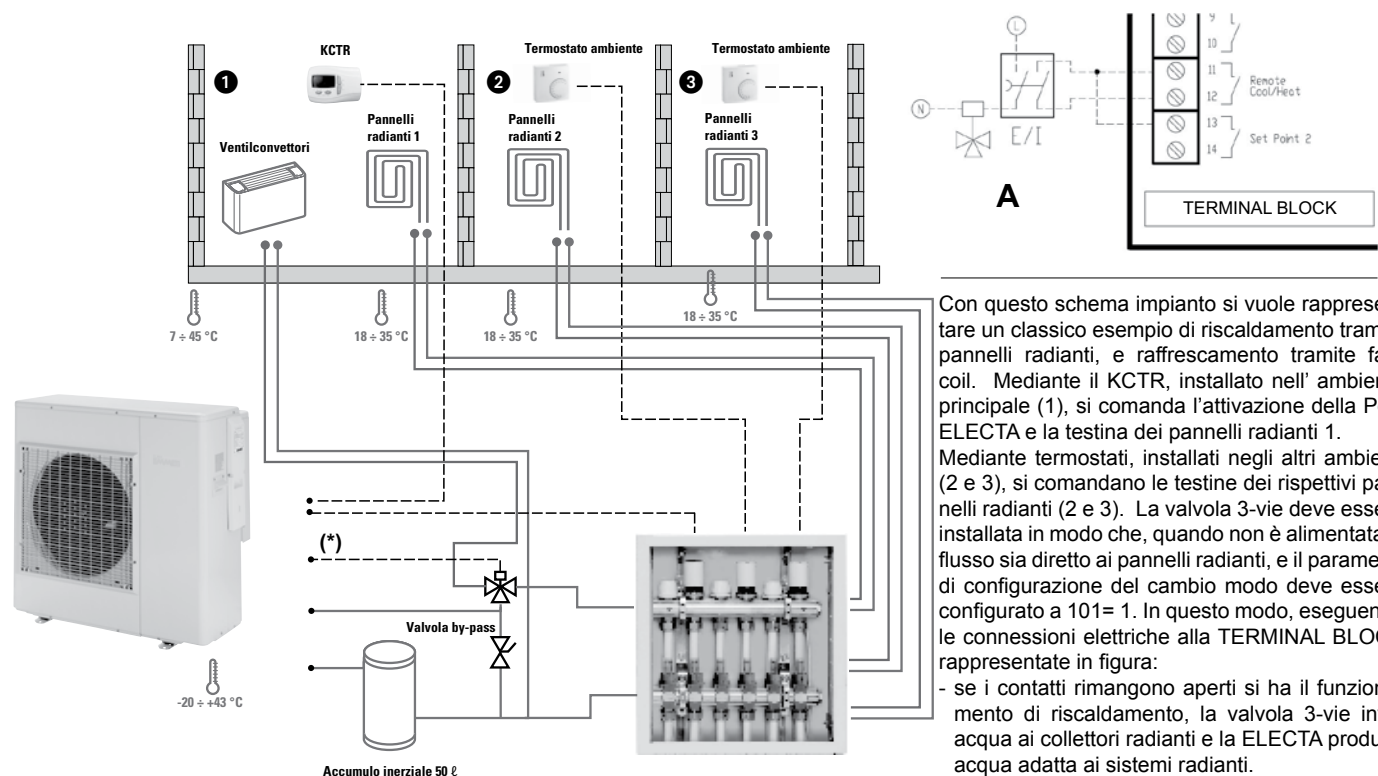 KCTR
Termostato ambiente
Termostato ambiente
1
2
3
Pannelli
radianti 1
Pannelli
radianti 2
Pannelli
radianti 3
Ventilconvettori
7 ÷ 45 °C
18 ÷ 35 °C
18 ÷ 35 °C
18 ÷ 35 °C
(*)
Valvola by-pass
-20 ÷ +43 °C
Accumulo inerziale 50 ℓ
L
N
E/I
A
9
10
11
12
Remote
Cool/Heat
13
14
Set Point 2
TERMINAL BLOCK
Con questo schema impianto si vuole rapprese
tare un classico esempio di riscaldamento tram
pannelli radianti, e raffrescamento tramite fa
coil. Mediante il KCTR, installato nell' ambien
principale (1), si comanda l'attivazione della P
ELECTA e la testina dei pannelli radianti 1.
Mediante termostati, installati negli altri ambie
(2 e 3), si comandano le testine dei rispettivi pa
nelli radianti (2 e 3). La valvola 3-vie deve esse
installata in modo che, quando non è alimentata
flusso sia diretto ai pannelli radianti, e il parame
di configurazione del cambio modo deve esse
configurato a 101= 1. In questo modo, eseguen
le connessioni elettriche alla TERMINAL BLOC
rappresentate in figura:
- se i contatti rimangono aperti si ha il funzion
mento di riscaldamento, la valvola 3-vie inv
acqua ai collettori radianti e la ELECTA produ
acqua adatta ai sistemi radianti.